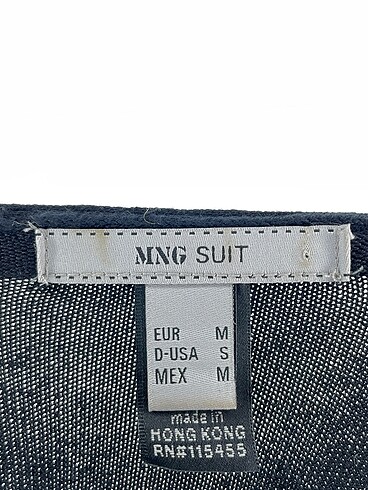 MNG SUIT
EUR M
D-USA S
MEX M
made in
HONG KONG
RN#115455